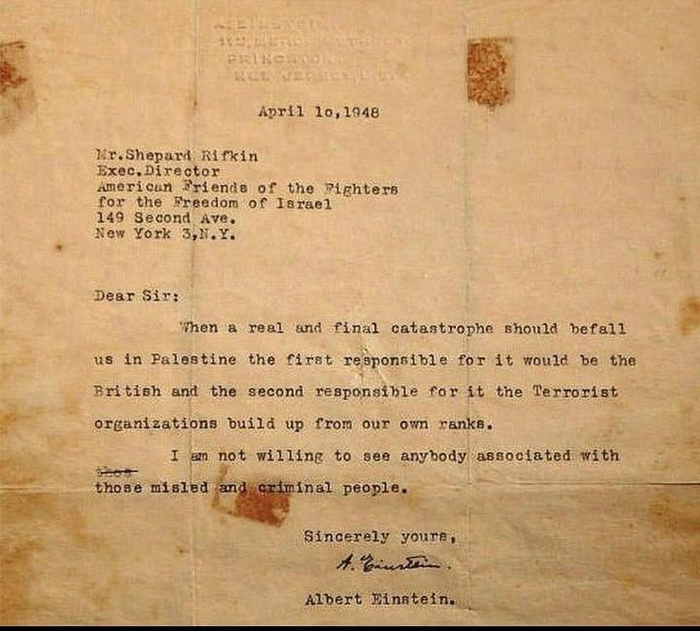 PRINCETON
NEW JERSEY, U.S.A.
April 1o,1948
Mr.Shepard Rifkin
Exec.Director
American Friends of the Fighters
for the Freedom of Israel
149 Second Ave.
New York 3,N.Y.
Dear Sir:
When a real and final catastrophe should befall
us in Palestine the first responsible for it would be the
British and the second responsible for it the Terrorist
organizations build up from our own ranks.
I am not willing to see anybody associated with
those misled and criminal people.
Sincerely yours,
A. Einstein.
Albert Einstein.